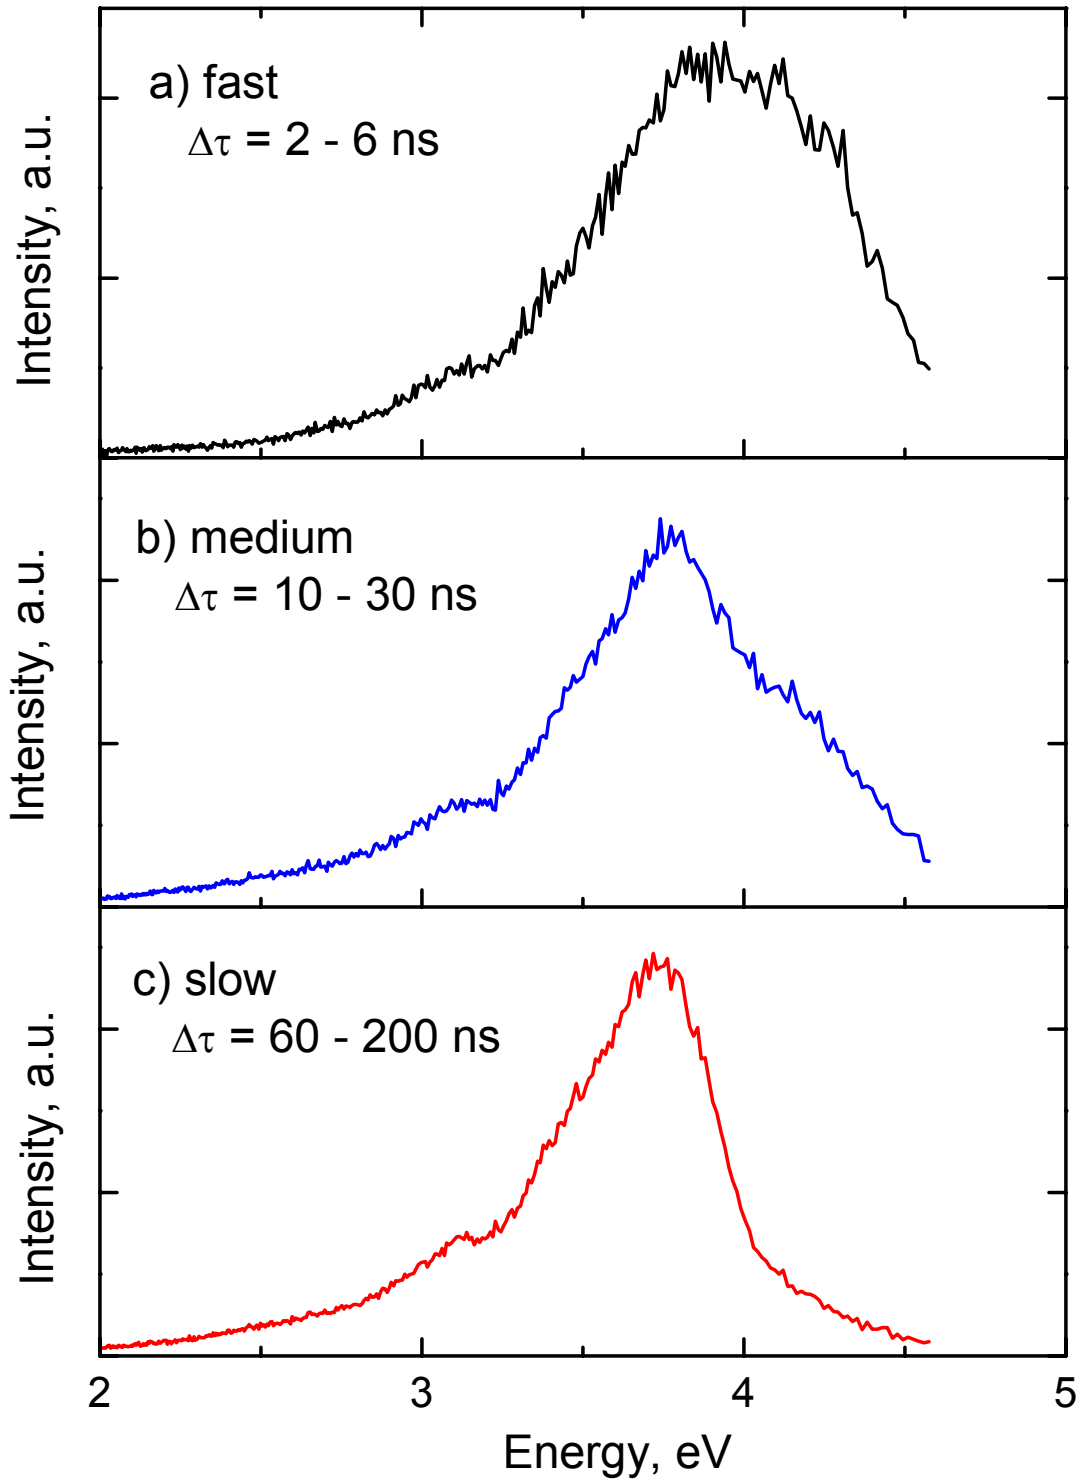 a) fast
Δτ = 2 - 6 ns
Intensity, a.u.
b) medium
Δτ = 10 - 30 ns
Intensity, a.u.
c) slow
Δτ = 60 - 200 ns
Intensity, a.u.
2 3 4 5
Energy, eV